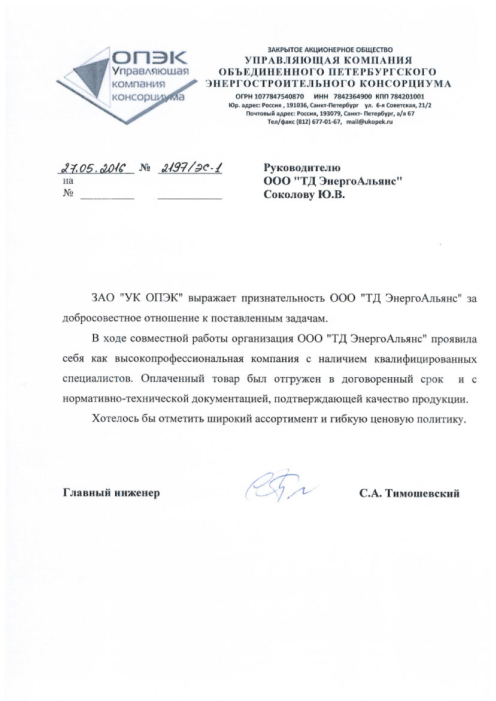 ОПЭК
Управляющая
компания
консорциума
ЗАКРЫТОЕ АКЦИОНЕРНОЕ ОБЩЕСТВО
УПРАВЛЯЮЩАЯ КОМПАНИЯ
ОБЪЕДИНЕННОГО ПЕТЕРБУРГСКОГО
ЭНЕРГОСТРОИТЕЛЬНОГО КОНСОРЦИУМА
ОГРН 1077847540870 ИНН 7842364900 КПП 784201001
Юр. адрес: Россия , 191036, Санкт-Петербург ул. 6-я Советская, 21/2
Почтовый адрес: Россия, 193079, Санкт- Петербург, а/о 67
Тел/факс (812) 677-01-67, mail@ukopek.ru
27.05.2016 № 2197/ЭС-1
на
№
Руководителю
ООО "ТД ЭнергоАльянс"
Соколову Ю.В.
ЗАО "УК ОПЭК" выражает признательность ООО "ТД ЭнергоАльянс" за
добросовестное отношение к поставленным задачам.
В ходе совместной работы организация ООО "ТД ЭнергоАльянс" проявила
себя как высокопрофессиональная компания с наличием квалифицированных
специалистов. Оплаченный товар был отгружен в договоренный срок и с
нормативно-технической документацией, подтверждающей качество продукции.
Хотелось бы отметить широкий ассортимент и гибкую ценовую политику.
Главный инженер
С.А. Тимошевский